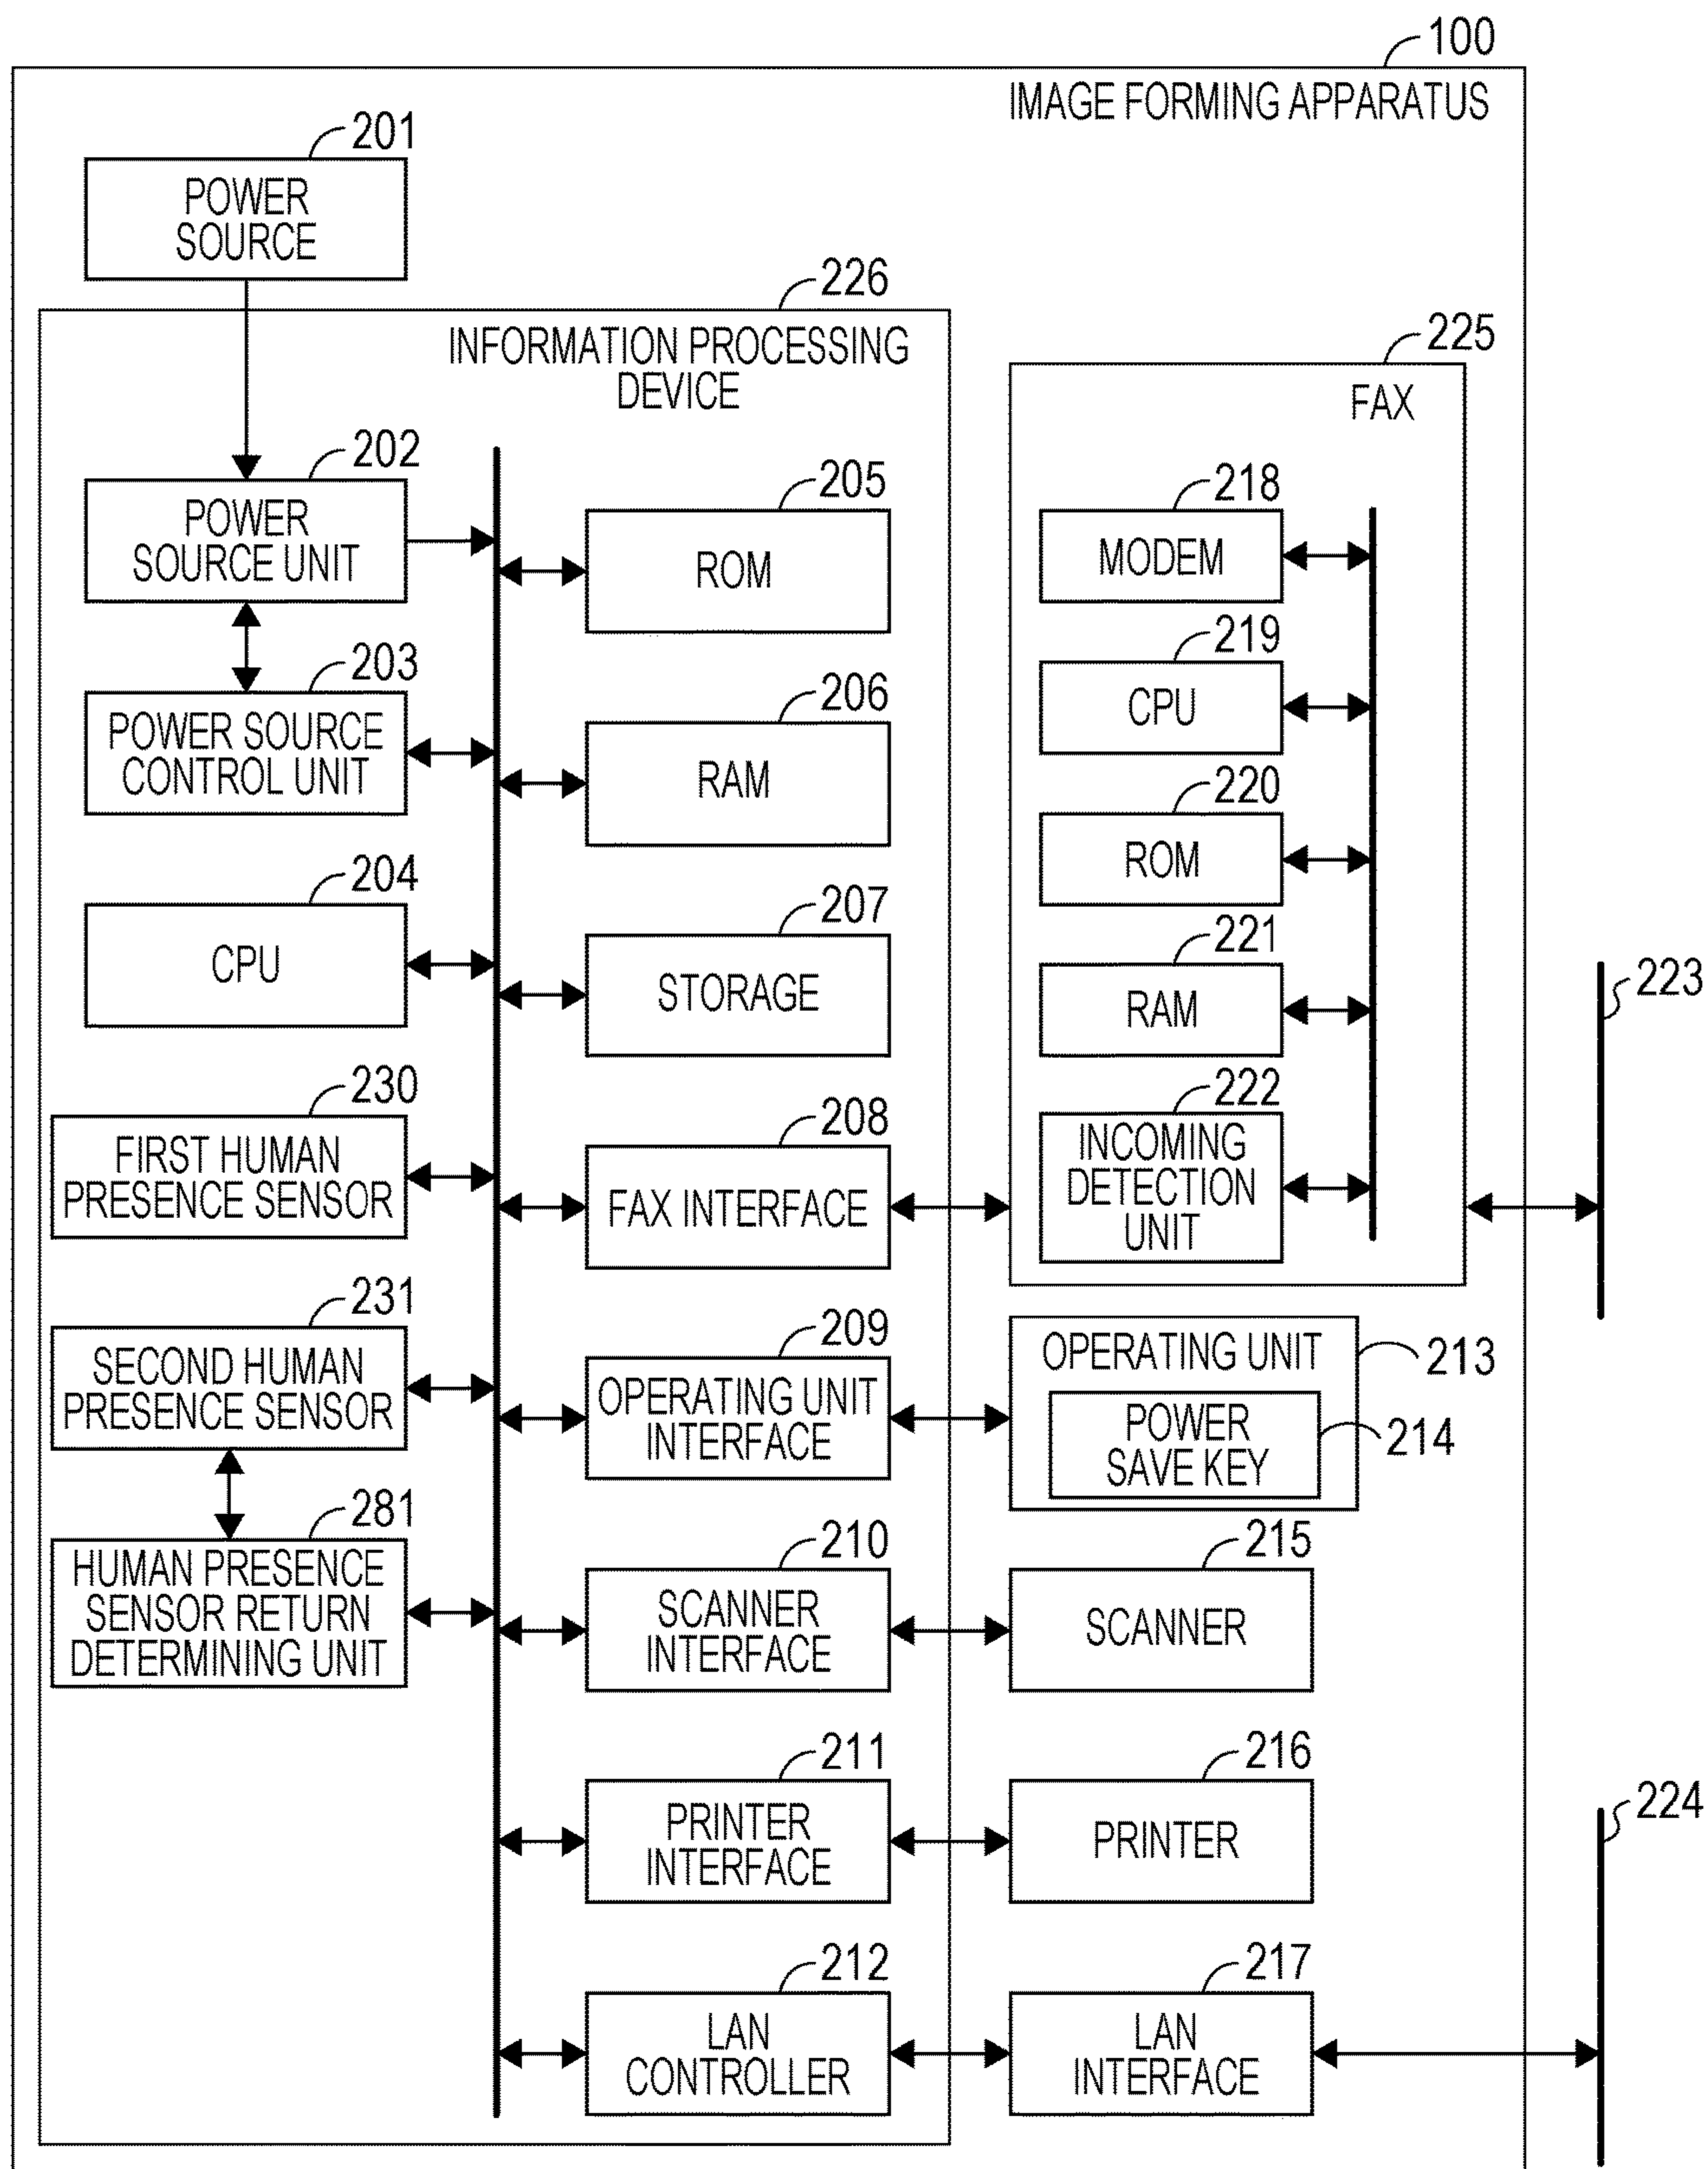 100
IMAGE FORMING APPARATUS
201
POWER
SOURCE
226
INFORMATION PROCESSING
DEVICE
202
POWER
SOURCE UNIT
203
POWER SOURCE
CONTROL UNIT
204
CPU
230
FIRST HUMAN
PRESENCE SENSOR
231
SECOND HUMAN
PRESENCE SENSOR
281
HUMAN PRESENCE
SENSOR RETURN
DETERMINING UNIT
205
ROM
206
RAM
207
STORAGE
208
FAX INTERFACE
209
OPERATING UNIT
INTERFACE
210
SCANNER
INTERFACE
211
PRINTER
INTERFACE
212
LAN
CONTROLLER
225
FAX
218
MODEM
219
CPU
220
ROM
221
RAM
222
INCOMING
DETECTION
UNIT
223
OPERATING UNIT
213
POWER
SAVE KEY
214
215
SCANNER
216
PRINTER
217
LAN
INTERFACE
224